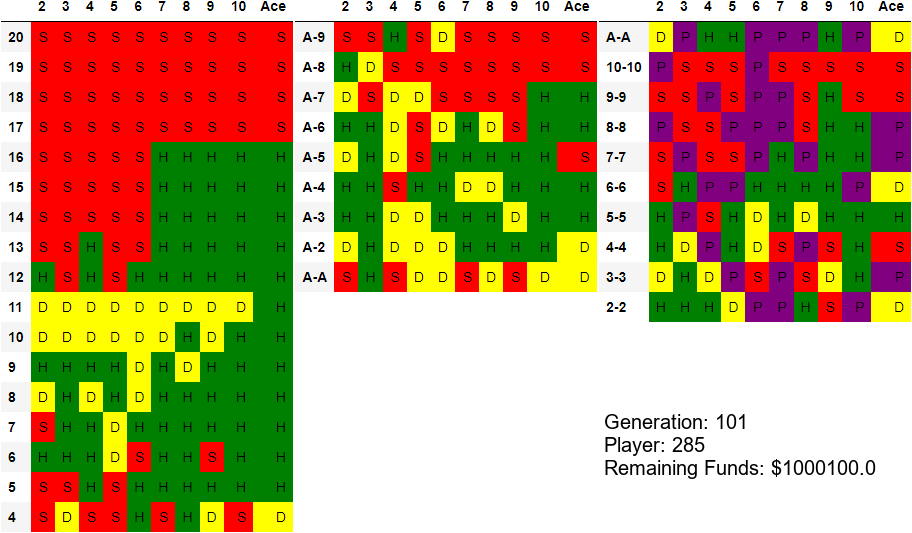 2 3 4 5 6 7 8 9 10 Ace
20 S S S S S S S S S S
19 S S S S S S S S S S
18 S S S S S S S S S S
17 S S S S S S S S S S
16 S S S S S H H H H H
15 S S S S S H H H H H
14 S S S S S H H H H H
13 S S H S S H H H H H
12 H S H S H H H H H H
11 D D D D D D D D D H
10 D D D D D D H D H H
9 H H H H D H D H H H
8 D H D H D H H H H H
7 S H H D H H H H H H
6 H H H D S H H S H H
5 S S H S H H H H H H
4 S D S S H S H D S D
2 3 4 5 6 7 8 9 10 Ace
A-9 S S H S D S S S S S
A-8 H D S S S S S S S S
A-7 D S D D S S S S H H
A-6 H H D S D H D S H H
A-5 D H D S H H H H H S
A-4 H H S H H D D H H H
A-3 H H D D H H H D H H
A-2 D H D D D H H H H D
A-A S H S D D S D S D D
2 3 4 5 6 7 8 9 10 Ace
A-A D P H H P P P H P D
10-10 P S S S P S S S S S
9-9 S S P S P P S H S S
8-8 P S S P P P S H H P
7-7 S P S S P H P H H P
6-6 S H P P H H H H P D
5-5 H P S H D H D H H H
4-4 H D P H D S P S H S
3-3 D H D P S P S D H P
2-2 H H H D P P H S P D
Generation: 101
Player: 285
Remaining Funds: $1000100.0